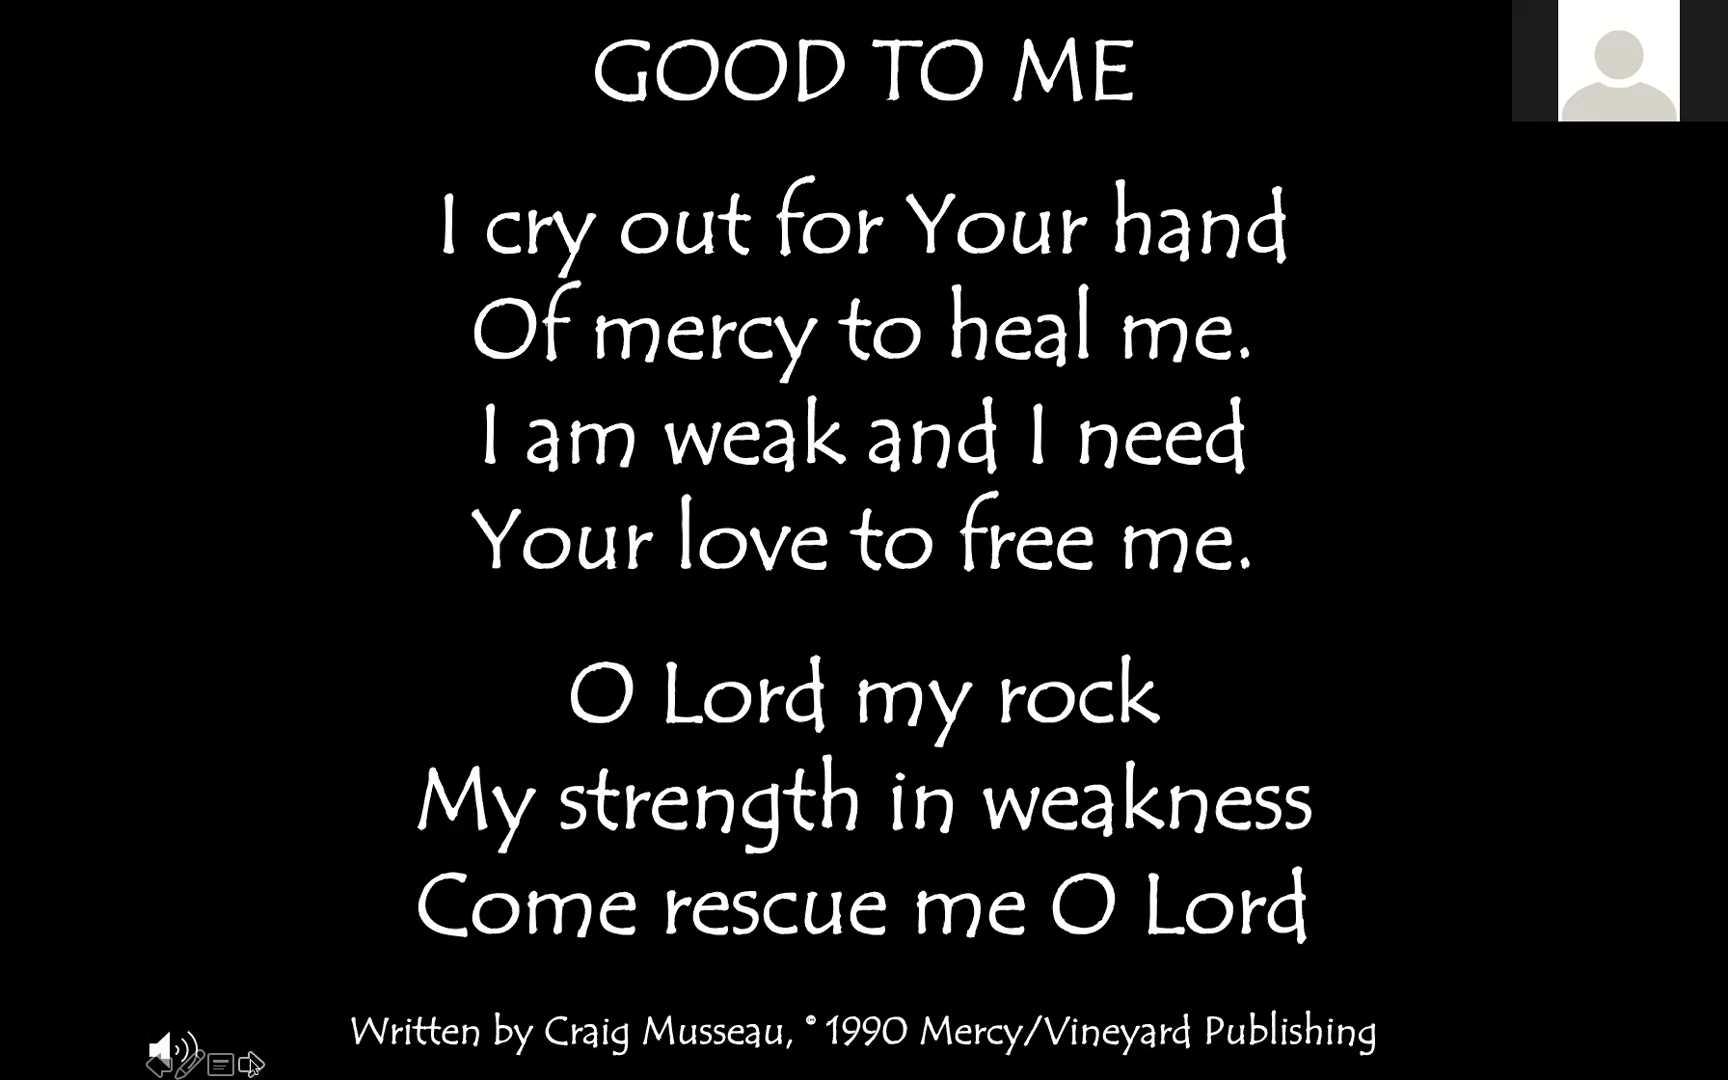 GOOD TO ME
I cry out for Your hand
Of mercy to heal me.
I am weak and I need
Your love to free me.
O Lord my rock
My strength in weakness
Come rescue me O Lord
Written by Craig Musseau, © 1990 Mercy/Vineyard Publishing